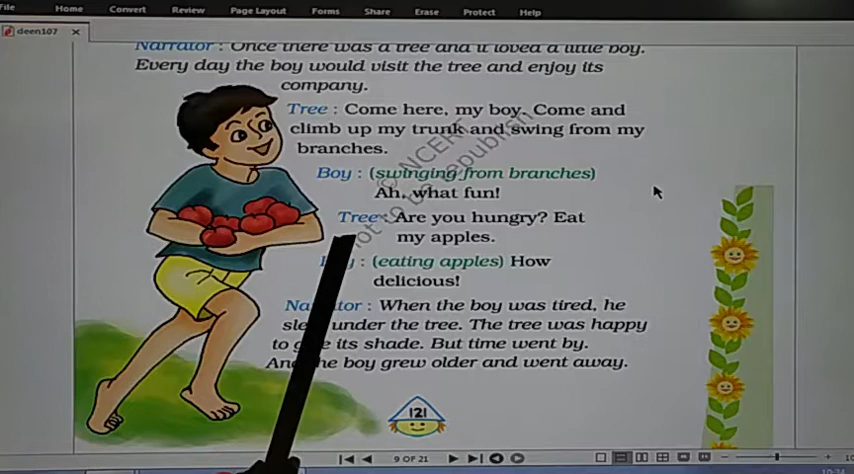 File Home Convert Review Page Layout Forms Share Erase Protect Help
deen107
Narrator : Once there was a tree and it loved a little boy.
Every day the boy would visit the tree and enjoy its
company.
Tree : Come here, my boy. Come and
climb up my trunk and swing from my
branches.
Boy : (swinging from branches)
Ah, what fun!
Tree : Are you hungry? Eat
my apples.
: (eating apples) How
delicious!
When the boy was tired, he
under the tree. The tree was happy
to its shade. But time went by.
boy grew older and went away.
© NCERT
not to be republish
121
9 OF 21